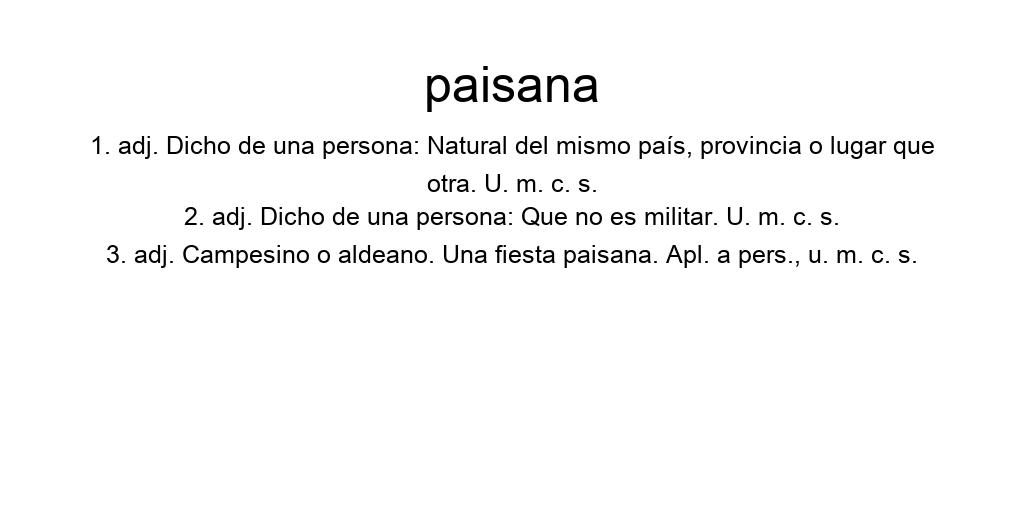 paisana
1. adj. Dicho de una persona: Natural del mismo país, provincia o lugar que
otra. U. m. c. s.
2. adj. Dicho de una persona: Que no es militar. U. m. c. s.
3. adj. Campesino o aldeano. Una fiesta paisana. Apl. a pers., u. m. c. s.